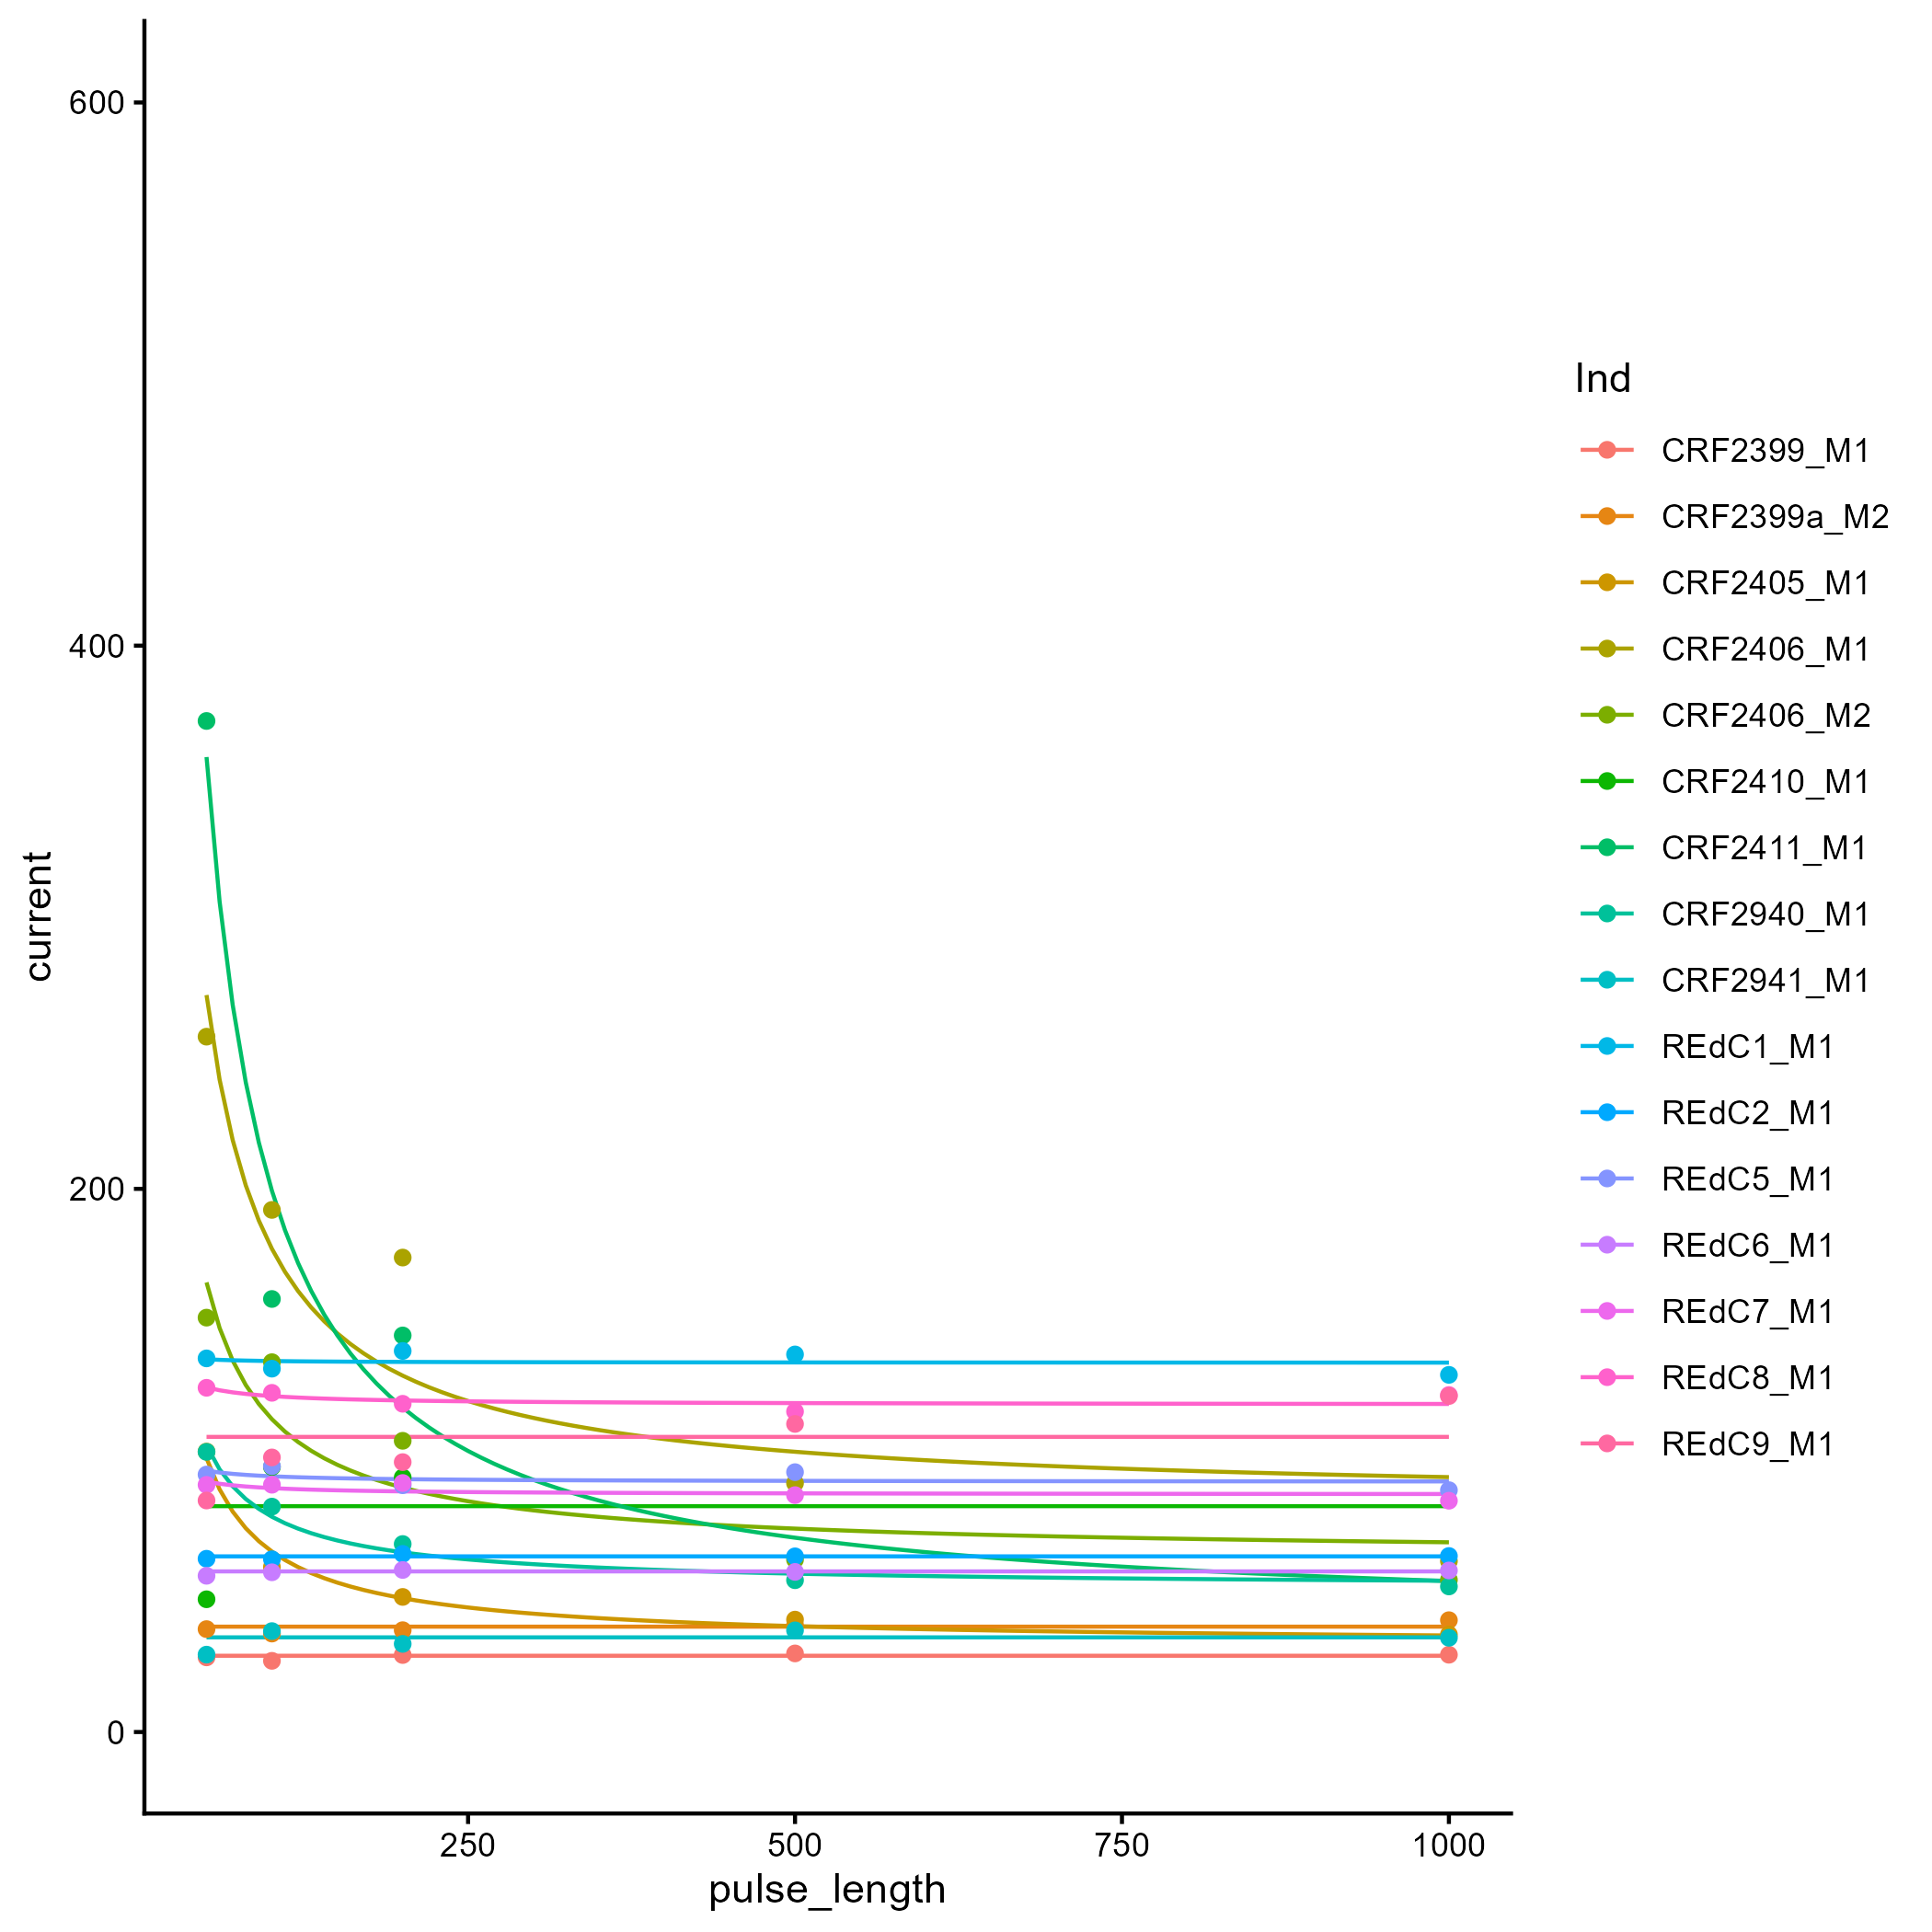 600
400
200
0
current
250 500 750 1000
pulse_length
Ind
CRF2399_M1
CRF2399a_M2
CRF2405_M1
CRF2406_M1
CRF2406_M2
CRF2410_M1
CRF2411_M1
CRF2940_M1
CRF2941_M1
REdC1_M1
REdC2_M1
REdC5_M1
REdC6_M1
REdC7_M1
REdC8_M1
REdC9_M1